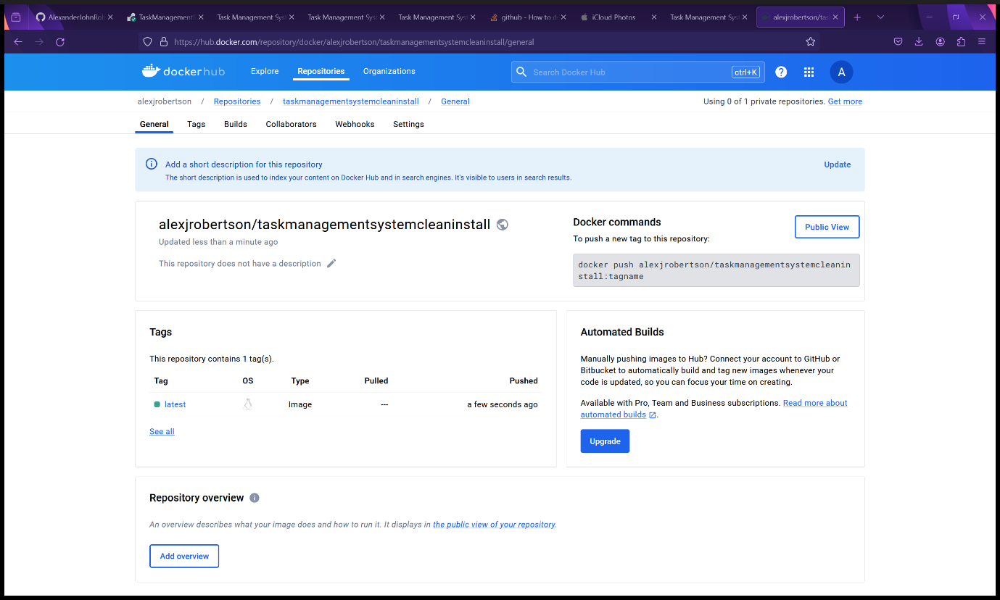 AlexanderJohnRob
TaskManagementS
Task Management Syst
Task Management Syst
Task Management Syst
github - How to d
iCloud Photos
Task Management Syst
alexjrobertson/tas
https://hub.docker.com/repository/docker/alexjrobertson/taskmanagementsystemcleaninstall/general
dockerhub Explore Repositories Organizations Search Docker Hub ctrl+K ? A
alexjrobertson / Repositories / taskmanagementsystemcleaninstall / General Using 0 of 1 private repositories. Get more
General Tags Builds Collaborators Webhooks Settings
Add a short description for this repository Update
The short description is used to index your content on Docker Hub and in search engines. It's visible to users in search results.
alexjrobertson/taskmanagementsystemcleaninstall
Updated less than a minute ago
This repository does not have a description
Docker commands Public View
To push a new tag to this repository:
docker push alexjrobertson/taskmanagementsystemcleanin
stall:tagname
Tags
This repository contains 1 tag(s).
Tag OS Type Pulled Pushed
latest Image --- a few seconds ago
See all
Automated Builds
Manually pushing images to Hub? Connect your account to GitHub or
Bitbucket to automatically build and tag new images whenever your
code is updated, so you can focus your time on creating.
Available with Pro, Team and Business subscriptions. Read more about
automated builds .
Upgrade
Repository overview
An overview describes what your image does and how to run it. It displays in the public view of your repository.
Add overview